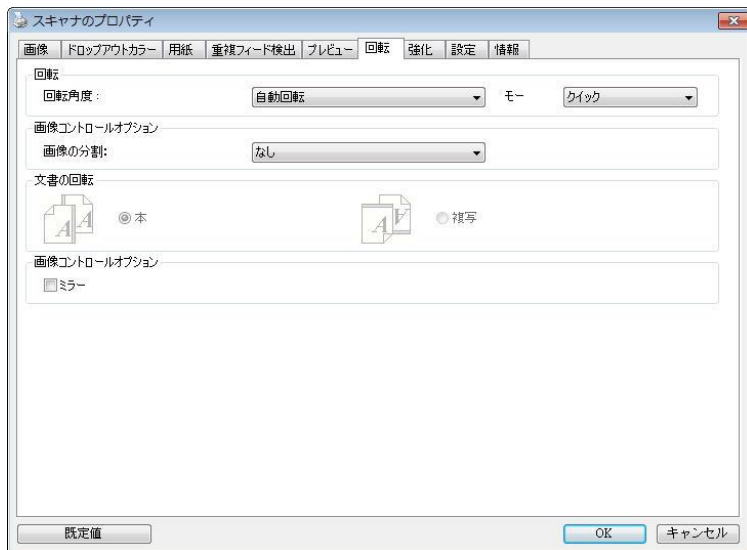 スキャナのプロパティ
画像 ドロップアウトカラー 用紙 重複フィード検出 プレビュー 回転 強化 設定 情報
回転
回転角度: 自動回転 モー クイック
画像コントロールオプション
画像の分割: なし
文書の回転
A A 本 A A 複写
画像コントロールオプション
ミラー
既定値 OK キャンセル